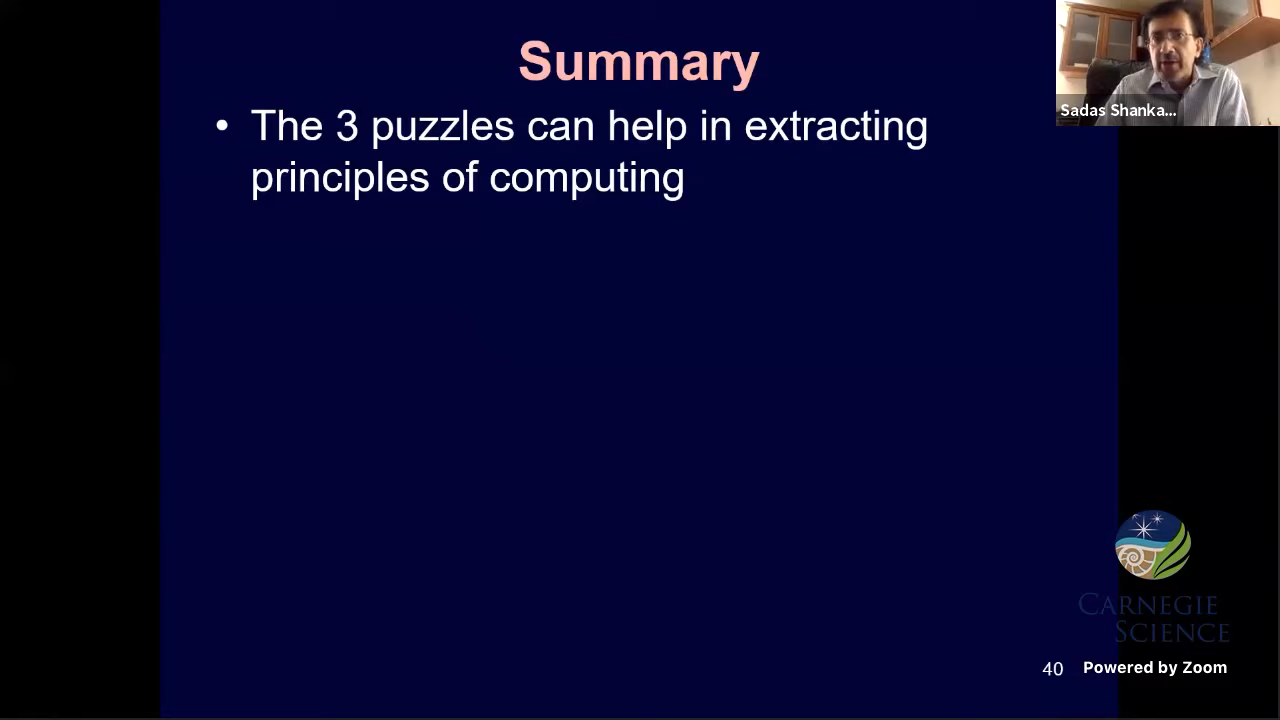 Summary
• The 3 puzzles can help in extracting
principles of computing
Sadas Shanka...
CARNEGIE
SCIENCE
40
Powered by Zoom